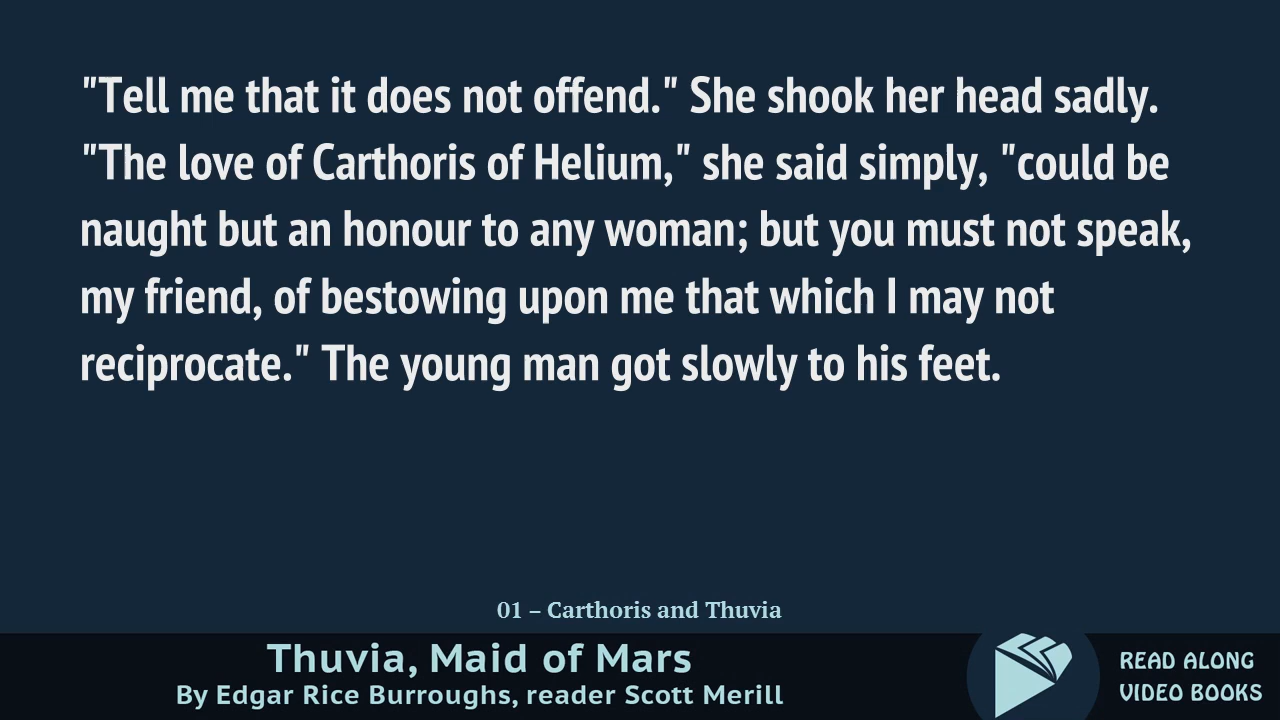 "Tell me that it does not offend." She shook her head sadly.
"The love of Carthoris of Helium," she said simply, "could be
naught but an honour to any woman; but you must not speak,
my friend, of bestowing upon me that which I may not
reciprocate." The young man got slowly to his feet.
01 – Carthoris and Thuvia
Thuvia, Maid of Mars
By Edgar Rice Burroughs, reader Scott Merill
READ ALONG
VIDEO BOOKS